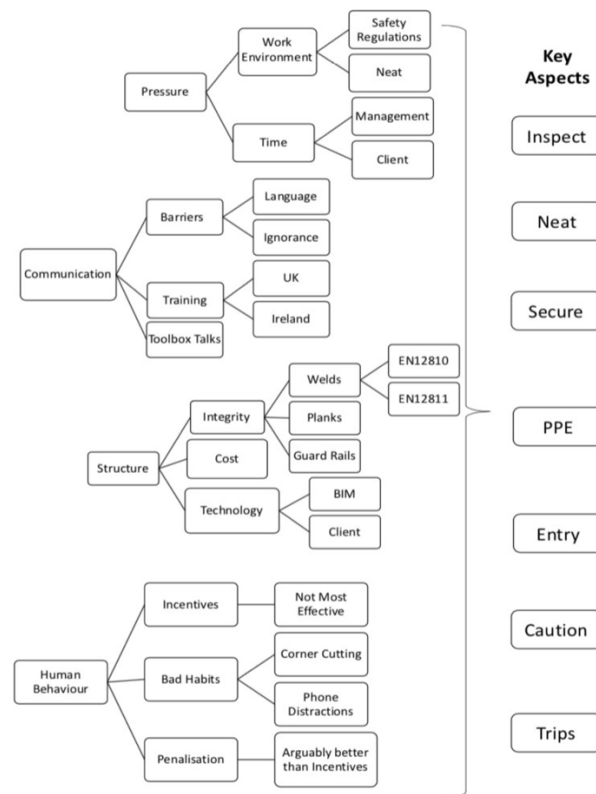 Safety
Regulations
Work
Environment
Neat
Pressure
Management
Time
Client
Language
Barriers
Ignorance
Communication
UK
Training
Ireland
Toolbox Talks
EN12810
Welds
EN12811
Integrity
Planks
Cost
Guard Rails
Structure
BIM
Technology
Client
Incentives
Not Most
Effective
Corner Cutting
Human
Behaviour
Bad Habits
Phone
Distractions
Penalisation
Arguably better
than Incentives
Key
Aspects
Inspect
Neat
Secure
PPE
Entry
Caution
Trips